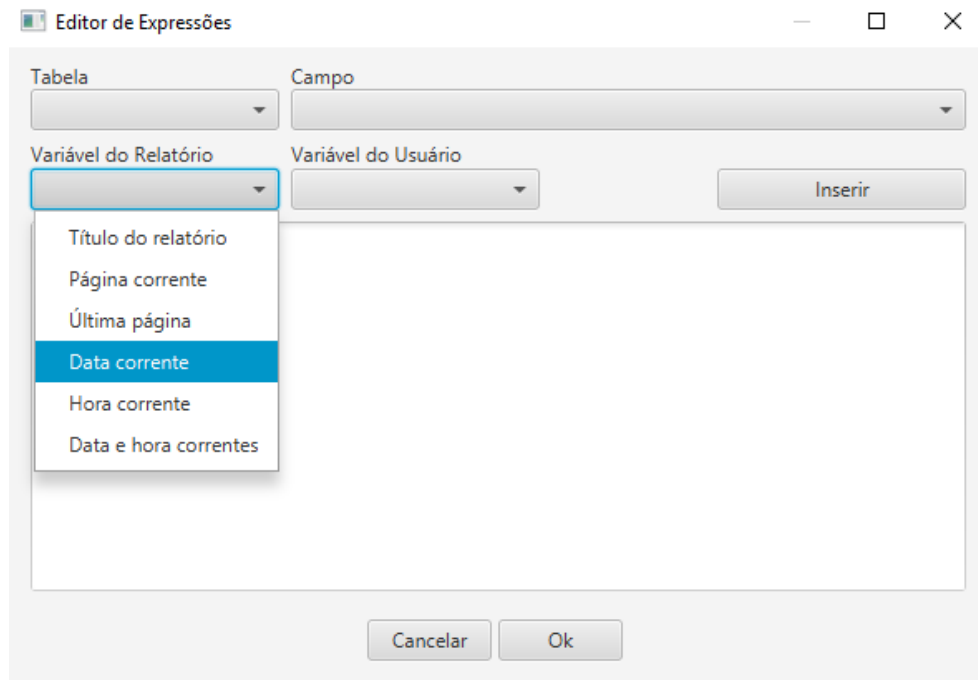 Editor de Expressões
Tabela Campo
Variável do Relatório Variável do Usuário
Inserir
Título do relatório
Página corrente
Última página
Data corrente
Hora corrente
Data e hora correntes
Cancelar Ok